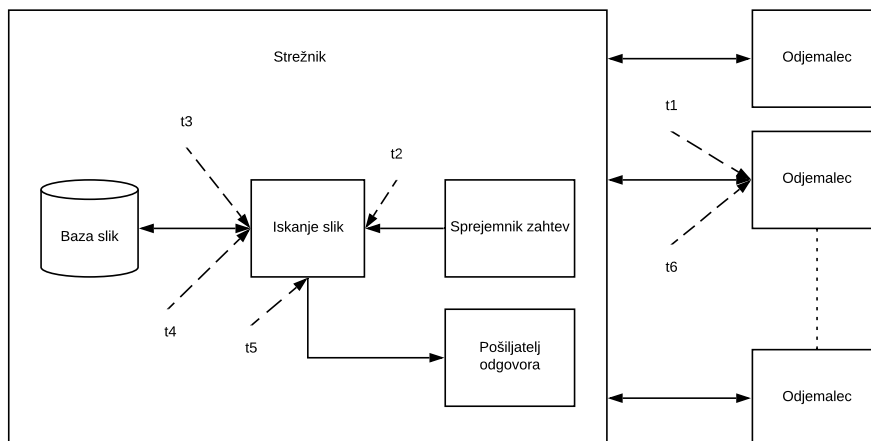 Strežnik
Odjemalec
t1
t3
t2
Odjemalec
Baza slik
Iskanje slik
Sprejemnik zahtev
t6
t4
t5
Pošiljatelj
odgovora
Odjemalec